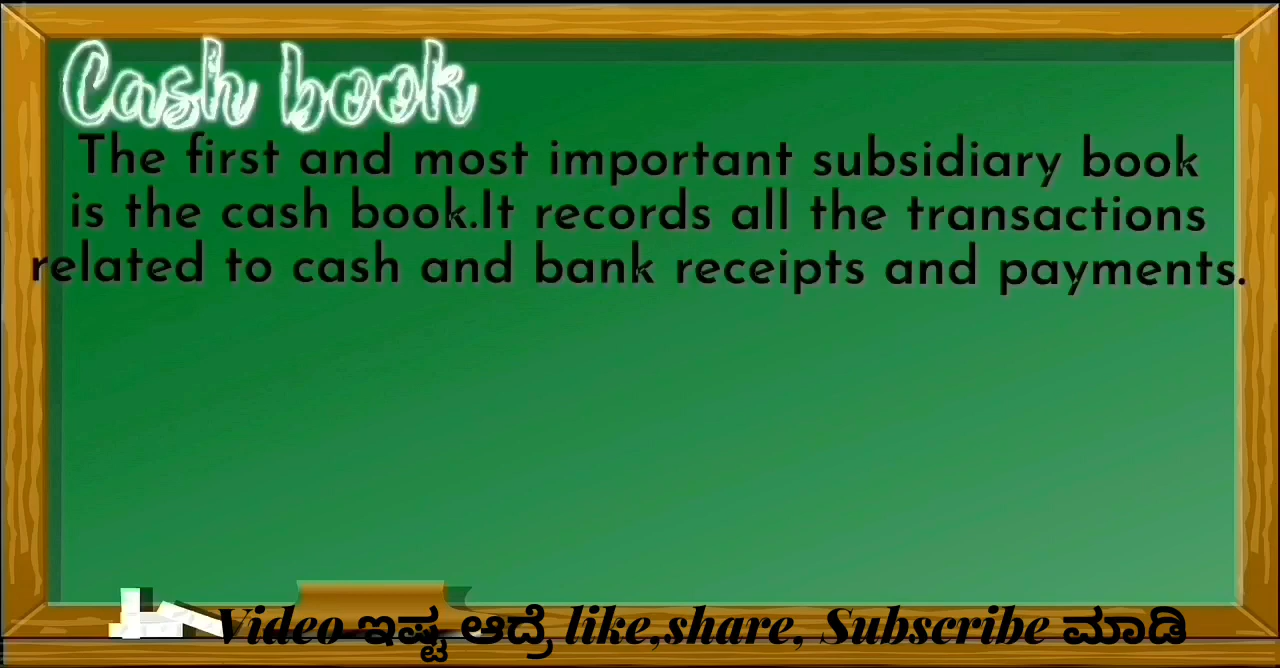 Cash book
The first and most important subsidiary book
is the cash book.It records all the transactions
related to cash and bank receipts and payments.
Video ಇಷ್ಟ ಆದ್ರೆ like,share, Subscribe ಮಾಡಿ